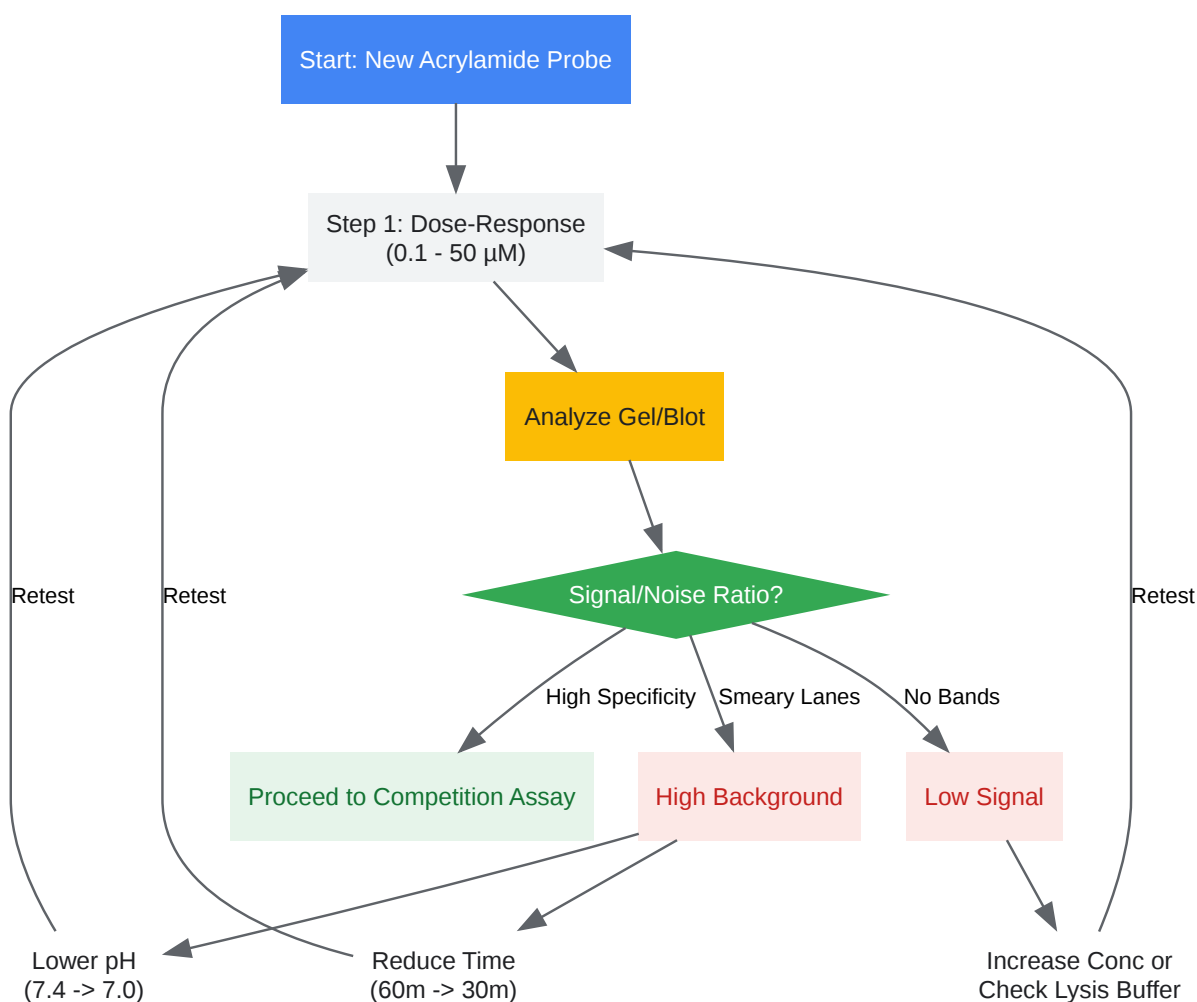 Start: New Acrylamide Probe
Step 1: Dose-Response
(0.1 - 50 µM)
Analyze Gel/Blot
Retest
Retest
Signal/Noise Ratio?
Retest
High Specificity
Smeary Lanes
No Bands
Proceed to Competition Assay
High Background
Low Signal
Lower pH
(7.4 -> 7.0)
Reduce Time
(60m -> 30m)
Increase Conc or
Check Lysis Buffer